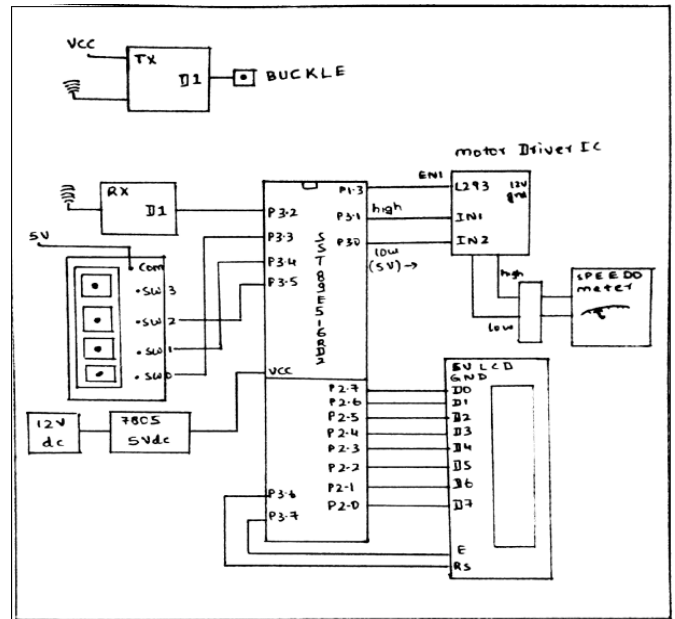 VCC
TX
D1
BUCKLE
motor Driver IC
RX
D1
5V
Com
SW3
SW2
SW1
SW0
12V
dc
7805
5Vdc
P3.2
P3.3
P3.4
P3.5
VCC
P3.6
P3.7
SST89E516RD2
P1.3
P3.1
P30
P2.7
P2.6
P2.5
P2.4
P2.3
P2.2
P2.1
P2.0
EN1
high
low
(5V) →
L293
12V
gnd
IN1
IN2
high
low
SPEEDO
meter
5V LCD
GND
D0
D1
D2
D3
D4
D5
D6
D7
E
RS